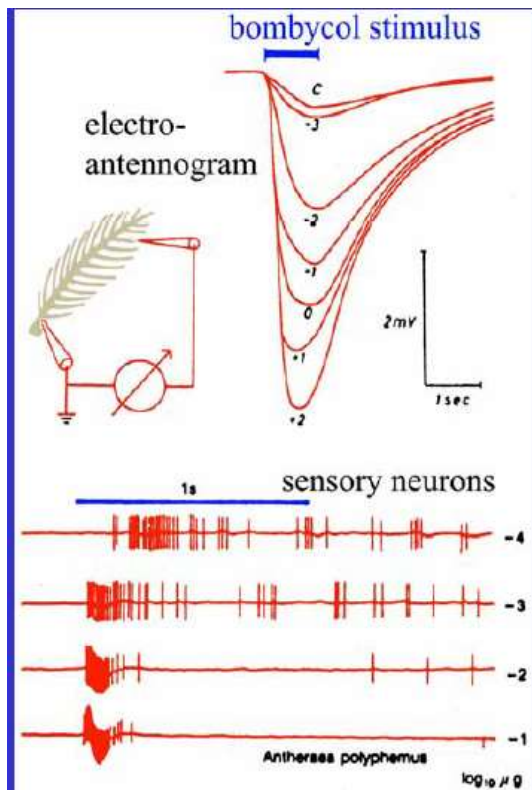 bombycol stimulus
electro-
antennogram
C
-3
-2
+1
0
+1
+2
2mV
1 sec
1s
sensory neurons
-4
-3
-2
-1
Antheraea polyphemus
log10 μg